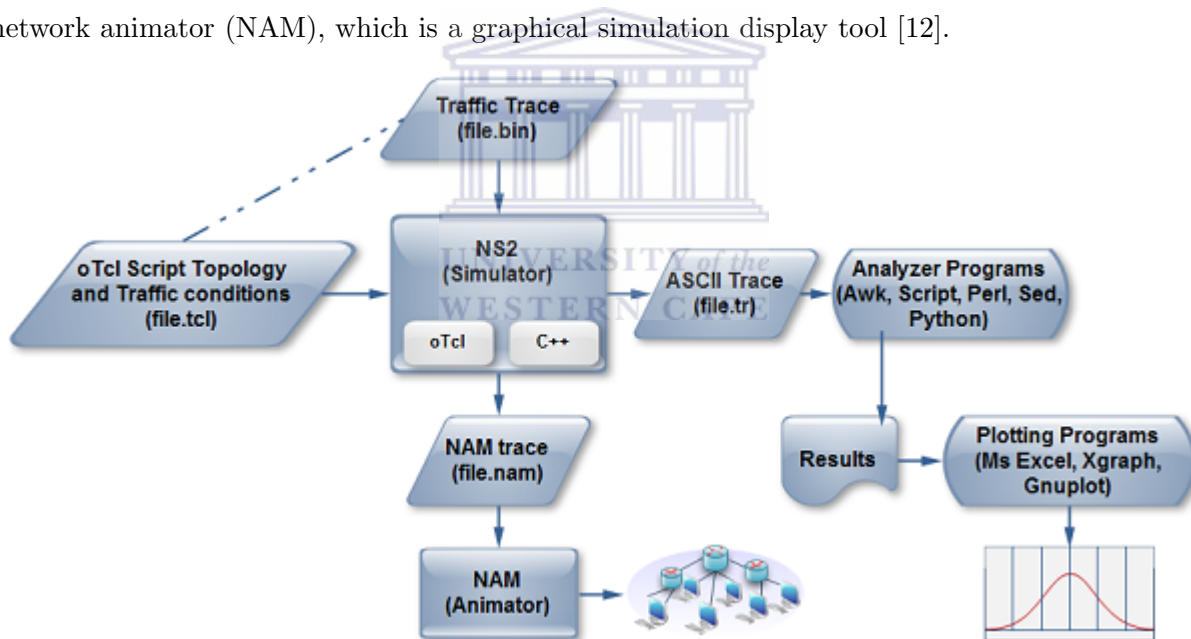 network animator (NAM), which is a graphical simulation display tool [12].
Traffic Trace
(file.bin)
oTcl Script Topology
and Traffic conditions
(file.tcl)
NS2
(Simulator)
oTcl
C++
UNIVERSITY of the
WESTERN CAPE
ASCII Trace
(file.tr)
Analyzer Programs
(Awk, Script, Perl, Sed,
Python)
NAM trace
(file.nam)
Results
Plotting Programs
(Ms Excel, Xgraph,
Gnuplot)
NAM
(Animator)